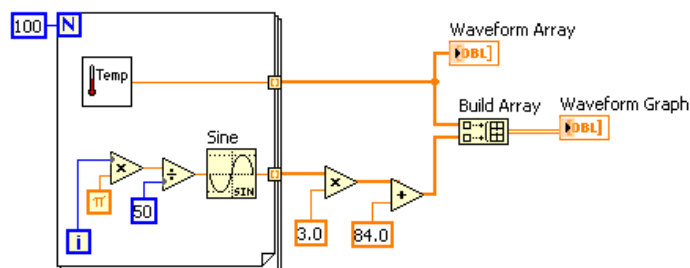 Waveform Array
100 N
DBL]
Temp
Build Array
Waveform Graph
DBL]
Sine
×
÷
SIN
×
+
π
50
i
3.0
84.0